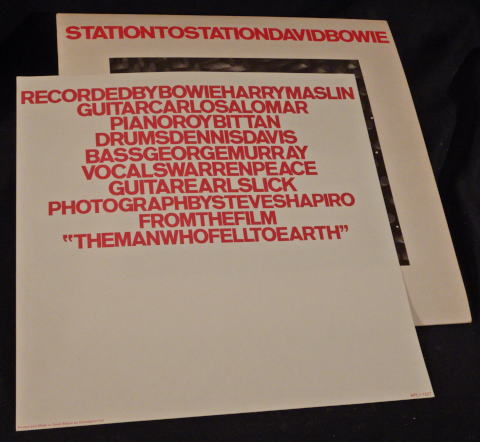 STATIONTOSTATIONDAVIDBOWIE
RECORDEDBYBOWIEHARRYMASLIN
GUITARCARLOSALOMAR
PIANOROYBITTAN
DRUMSDENNISDAVIS
BASSGEORGEMURRAY
VOCALSWARRENPEACE
GUITAREARLSLICK
PHOTOGRAPHBYSTEVESHAPIRO
FROMTHEFILM
“THEMANWHOFELLTOEARTH”